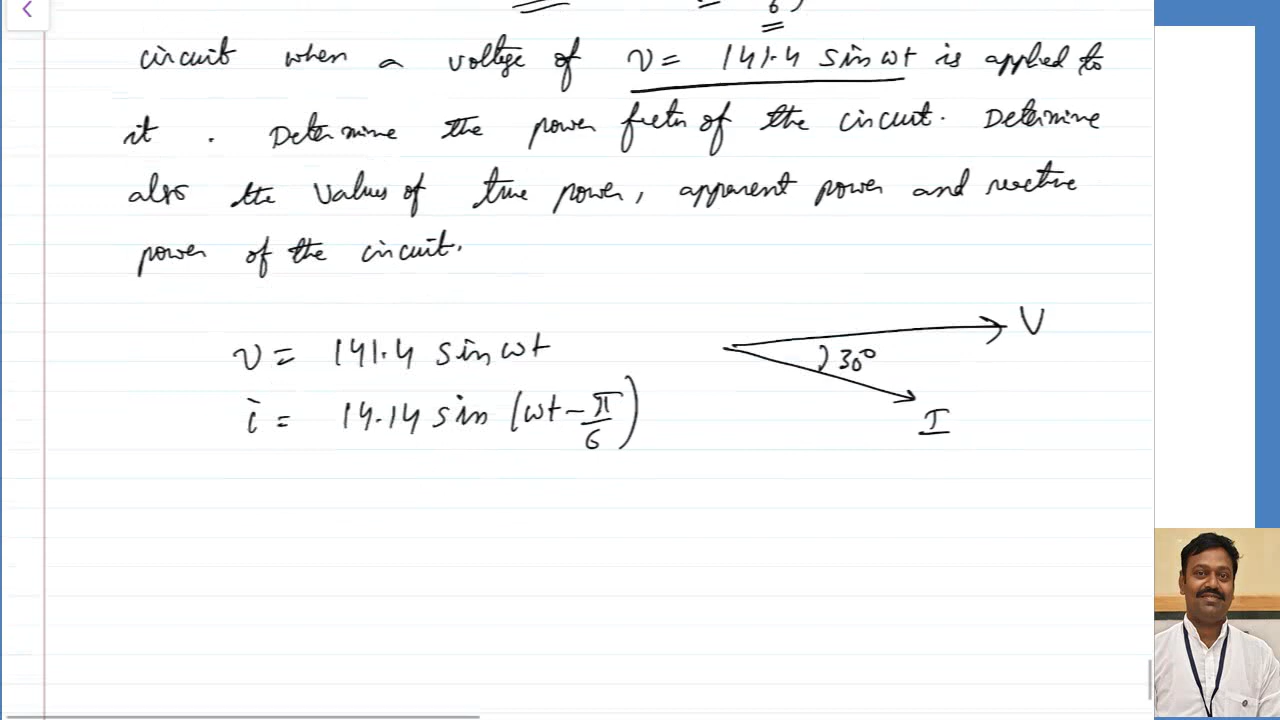 6)
circuit when a voltage of v = 141.4 sin ωt is applied to
it . Determine the power factor of the circuit. Determine
also the values of true power, apparent power and reactive
power of the circuit.
v = 141.4 sin ωt
i = 14.14 sin (ωt - π/6)
V
30°
I